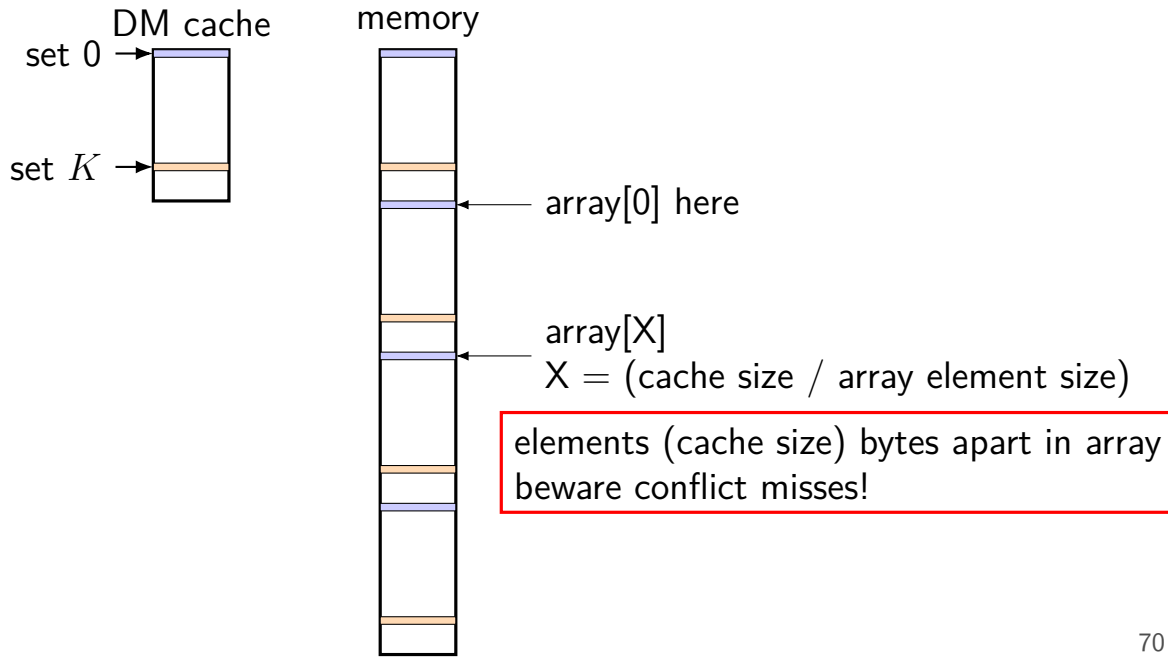 DM cache
memory
set 0
set K
array[0] here
array[X]
X = (cache size / array element size)
elements (cache size) bytes apart in array
beware conflict misses!
70